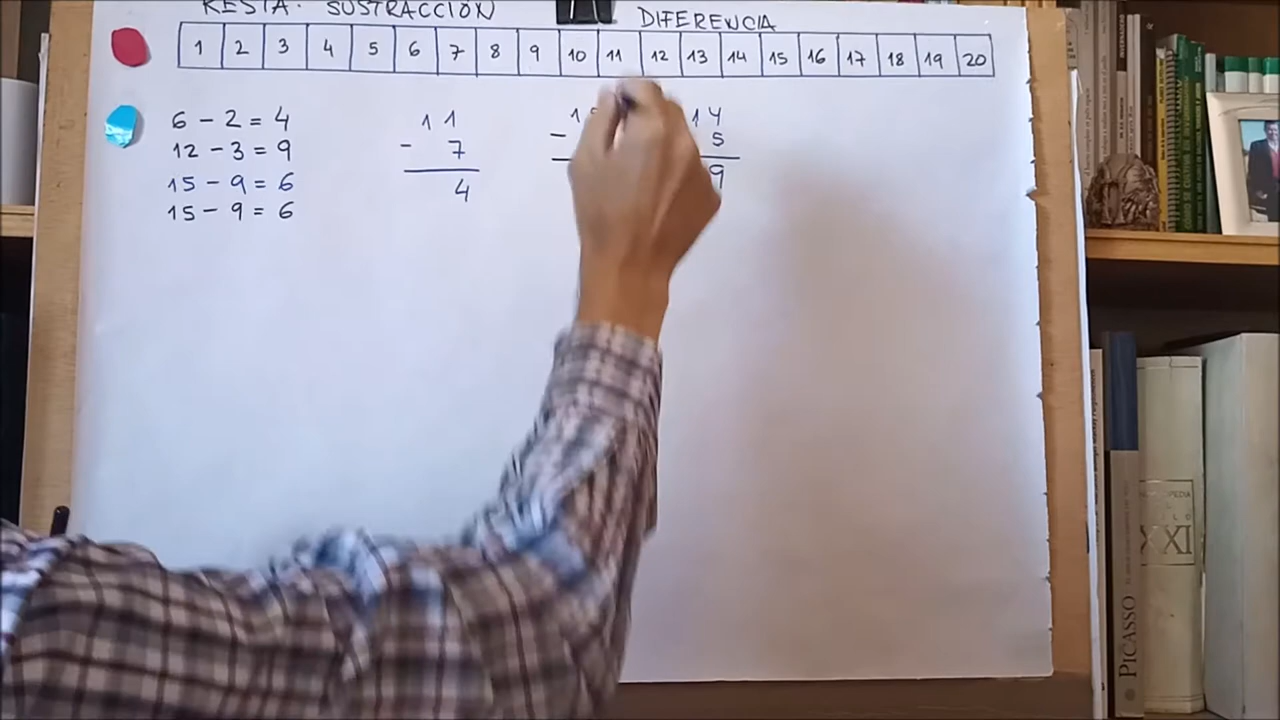 RESTA. SUSTRACCIÓN DIFERENCIA
1 2 3 4 5 6 7 8 9 10 11 12 13 14 15 16 17 18 19 20
6 - 2 = 4
12 - 3 = 9
15 - 9 = 6
15 - 9 = 6
11
- 7
4
-
14
5
9
XXI
PICASSO